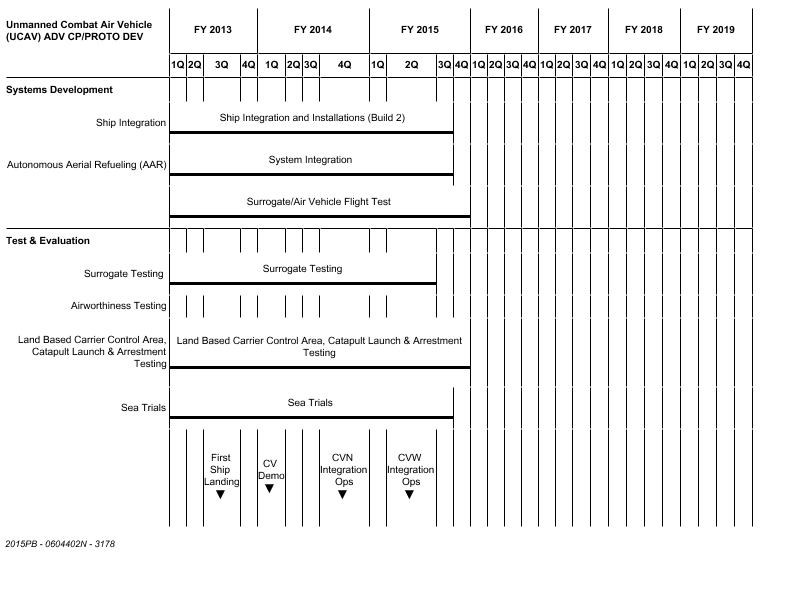 Unmanned Combat Air Vehicle
(UCAV) ADV CP/PROTO DEV
FY 2013 FY 2014 FY 2015 FY 2016 FY 2017 FY 2018 FY 2019
1Q 2Q 3Q 4Q 1Q 2Q 3Q 4Q 1Q 2Q 3Q 4Q 1Q 2Q 3Q 4Q 1Q 2Q 3Q 4Q 1Q 2Q 3Q 4Q 1Q 2Q 3Q 4Q
Systems Development
Ship Integration
Ship Integration and Installations (Build 2)
Autonomous Aerial Refueling (AAR)
System Integration
Surrogate/Air Vehicle Flight Test
Test & Evaluation
Surrogate Testing
Surrogate Testing
Airworthiness Testing
Land Based Carrier Control Area,
Catapult Launch & Arrestment
Testing
Land Based Carrier Control Area, Catapult Launch & Arrestment
Testing
Sea Trials
Sea Trials
First
Ship
Landing
CV
Demo
CVN
Integration
Ops
CVW
Integration
Ops
2015PB - 0604402N - 3178